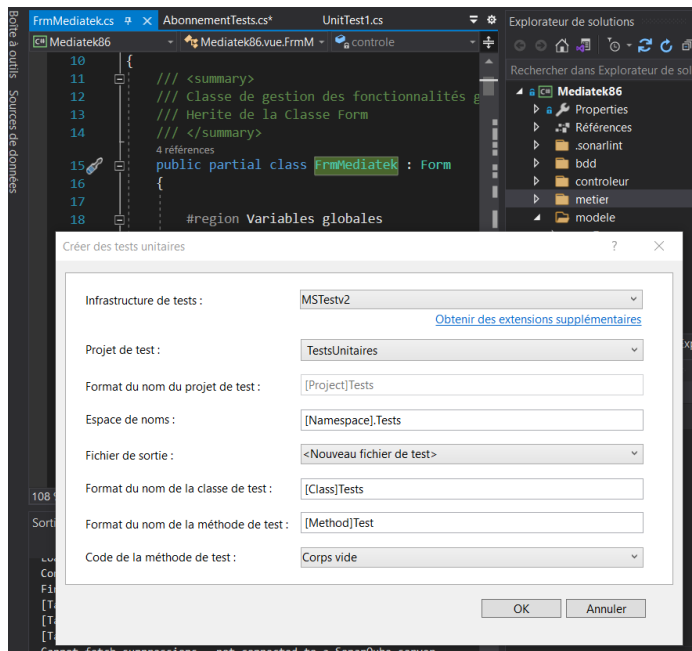 Boîte à outils
Sources de données
FrmMediatek.cs
AbonnementTests.cs*
UnitTest1.cs
Mediatek86
Mediatek86.vue.FrmM
controle
10 {
11 /// <summary>
12 /// Classe de gestion des fonctionnalités g
13 /// Herite de la Classe Form
14 /// </summary>
4 références
15 public partial class FrmMediatek : Form
16 {
17
18 #region Variables globales
Explorateur de solutions
Rechercher dans Explorateur de sol
Mediatek86
Properties
Références
.sonarlint
bdd
controleur
metier
modele
Créer des tests unitaires
?
Infrastructure de tests :
MSTestv2
Obtenir des extensions supplémentaires
Projet de test :
TestsUnitaires
Format du nom du projet de test :
[Project]Tests
Espace de noms :
[Namespace].Tests
Fichier de sortie :
<Nouveau fichier de test>
Format du nom de la classe de test :
[Class]Tests
Format du nom de la méthode de test :
[Method]Test
Code de la méthode de test :
Corps vide
OK
Annuler
108
Sorti
Co
Fi
[T
[T
[T